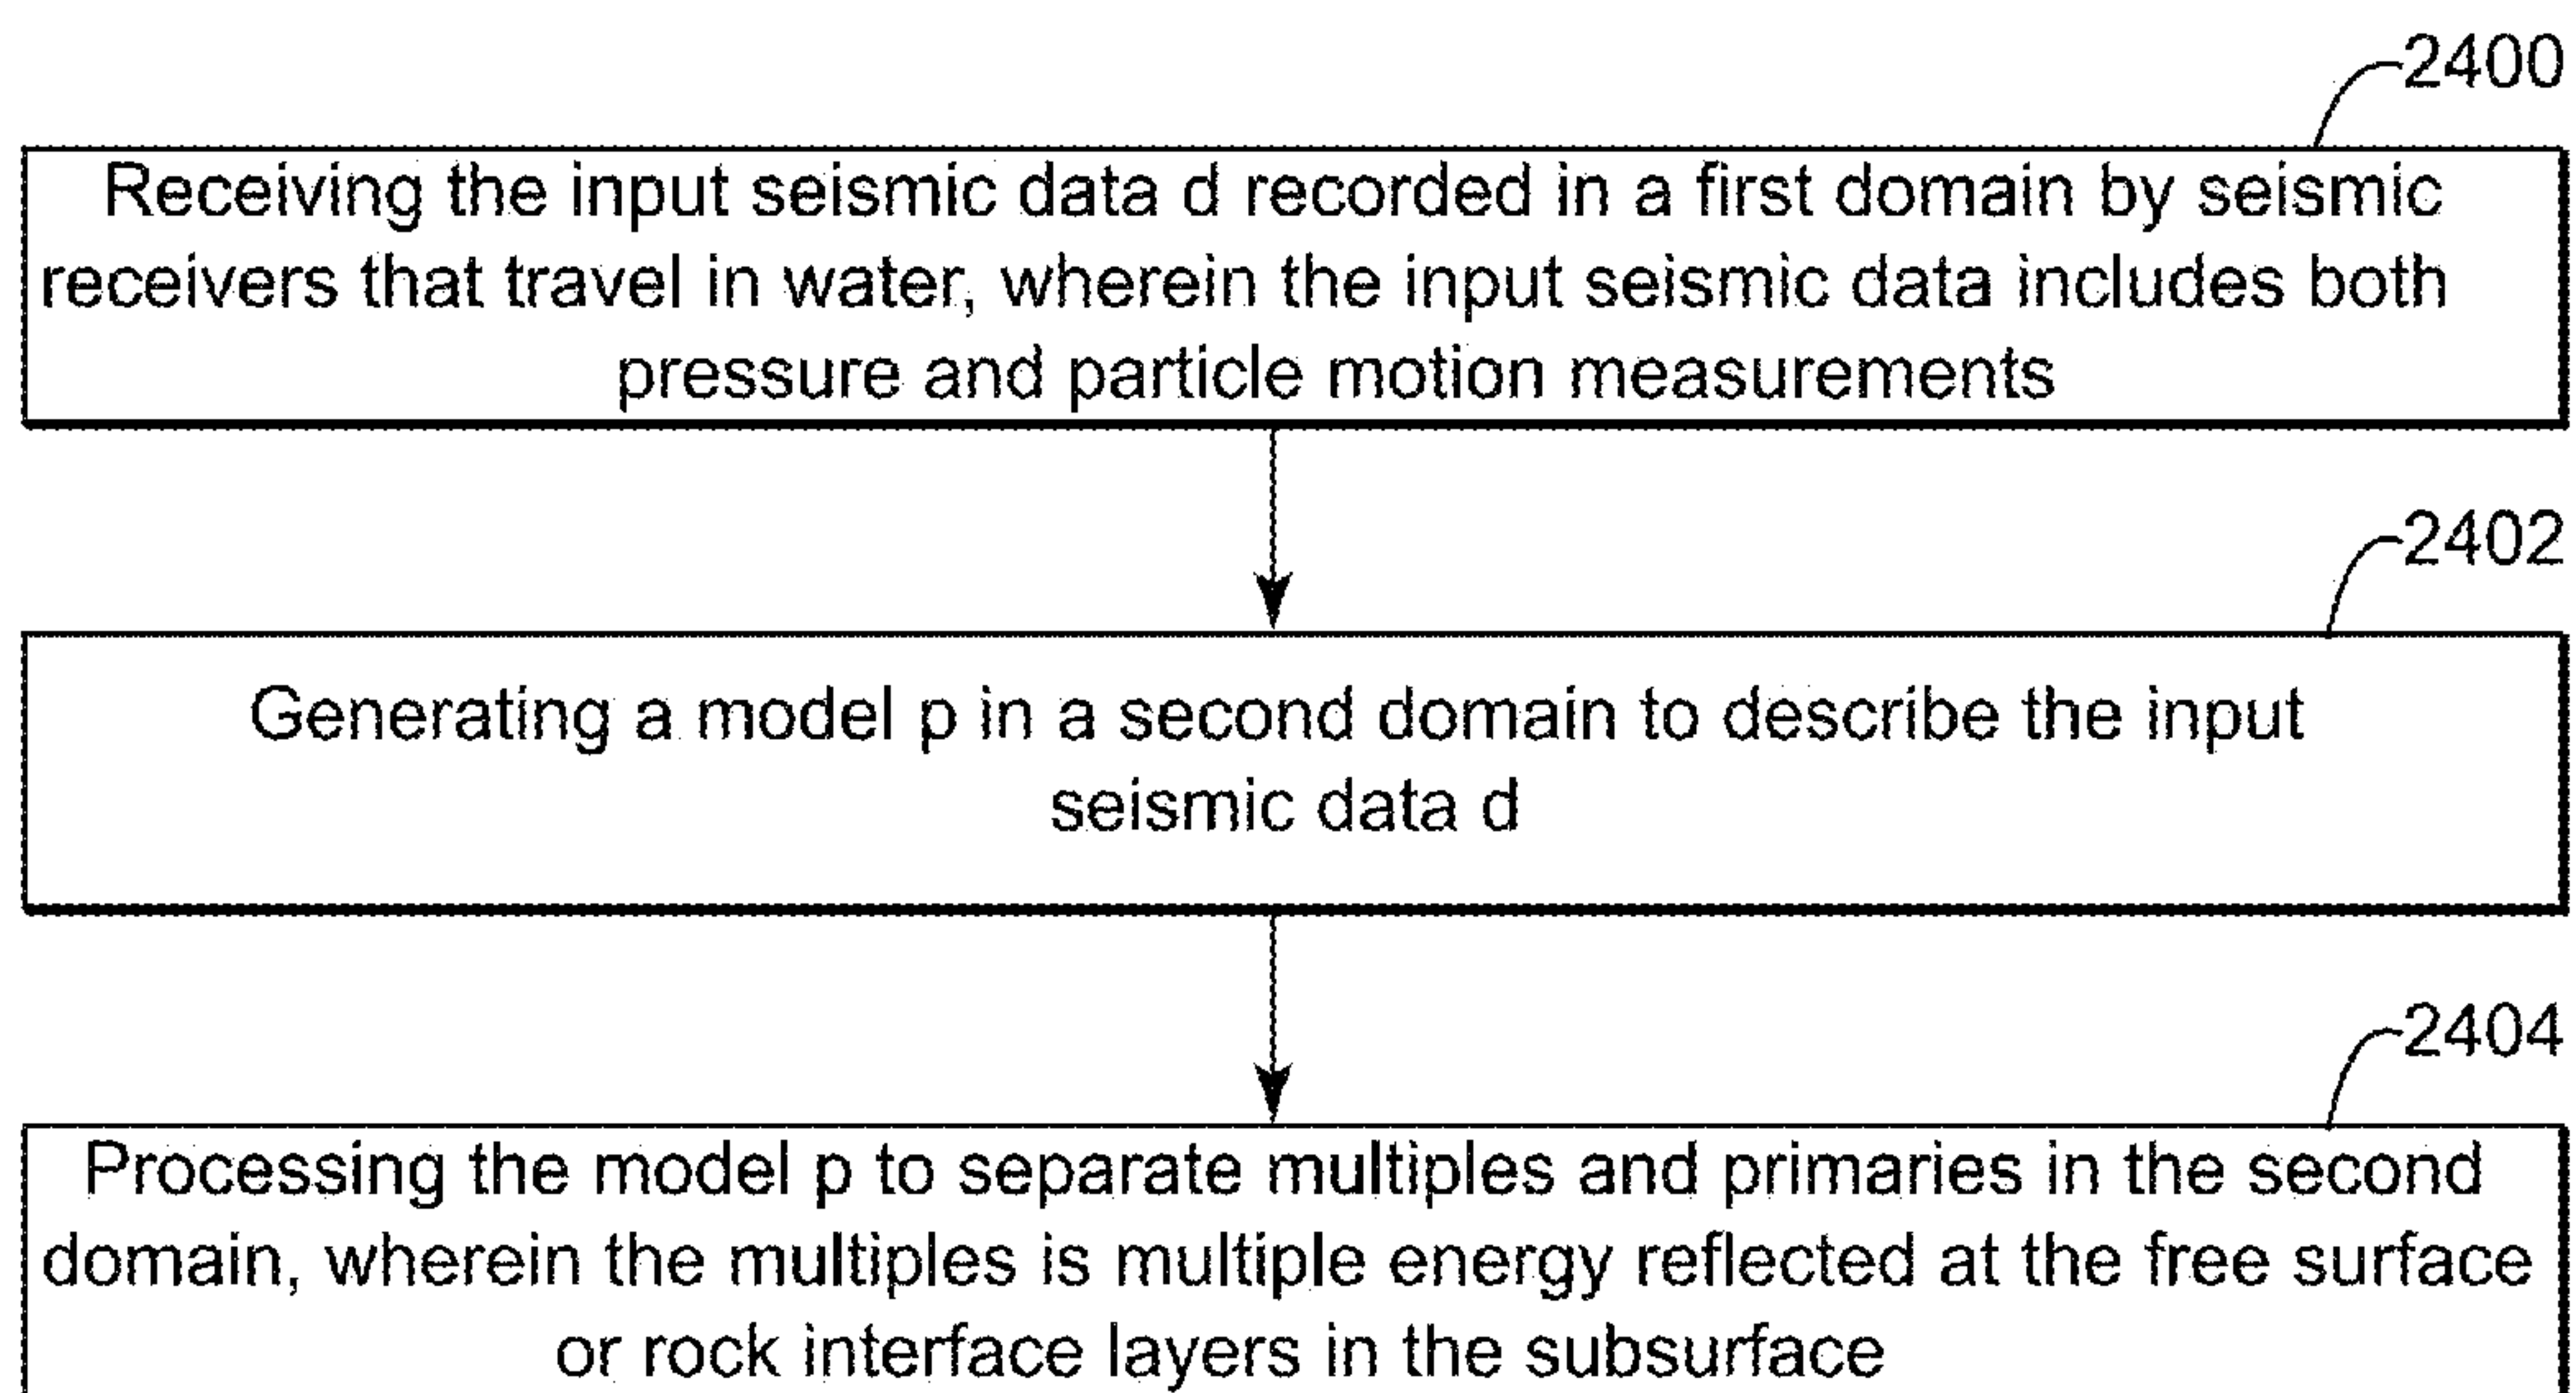 2400
Receiving the input seismic data d recorded in a first domain by seismic
receivers that travel in water, wherein the input seismic data includes both
pressure and particle motion measurements
2402
Generating a model p in a second domain to describe the input
seismic data d
2404
Processing the model p to separate multiples and primaries in the second
domain, wherein the multiples is multiple energy reflected at the free surface
or rock interface layers in the subsurface